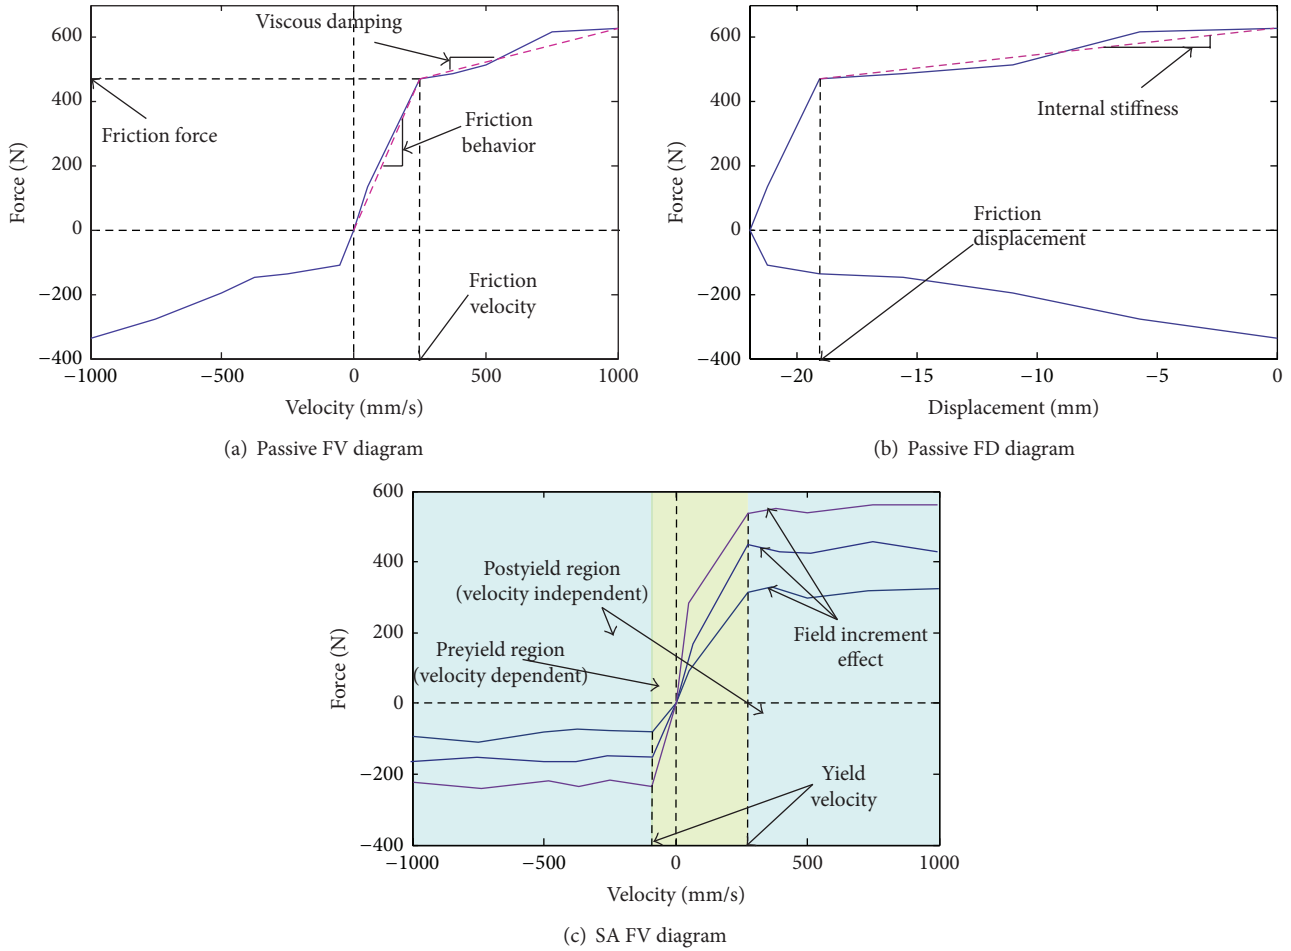 Viscous damping
Friction force
Friction
behavior
Friction
velocity
600
400
200
0
−200
−400
Force (N)
−1000
−500
0
500
1000
Velocity (mm/s)
(a) Passive FV diagram
Internal stiffness
Friction
displacement
600
400
200
0
−200
−400
Force (N)
−20
−15
−10
−5
0
Displacement (mm)
(b) Passive FD diagram
Postyield region
(velocity independent)
Preyield region
(velocity dependent)
Field increment
effect
Yield
velocity
600
400
200
0
−200
−400
Force (N)
−1000
−500
0
500
1000
Velocity (mm/s)
(c) SA FV diagram